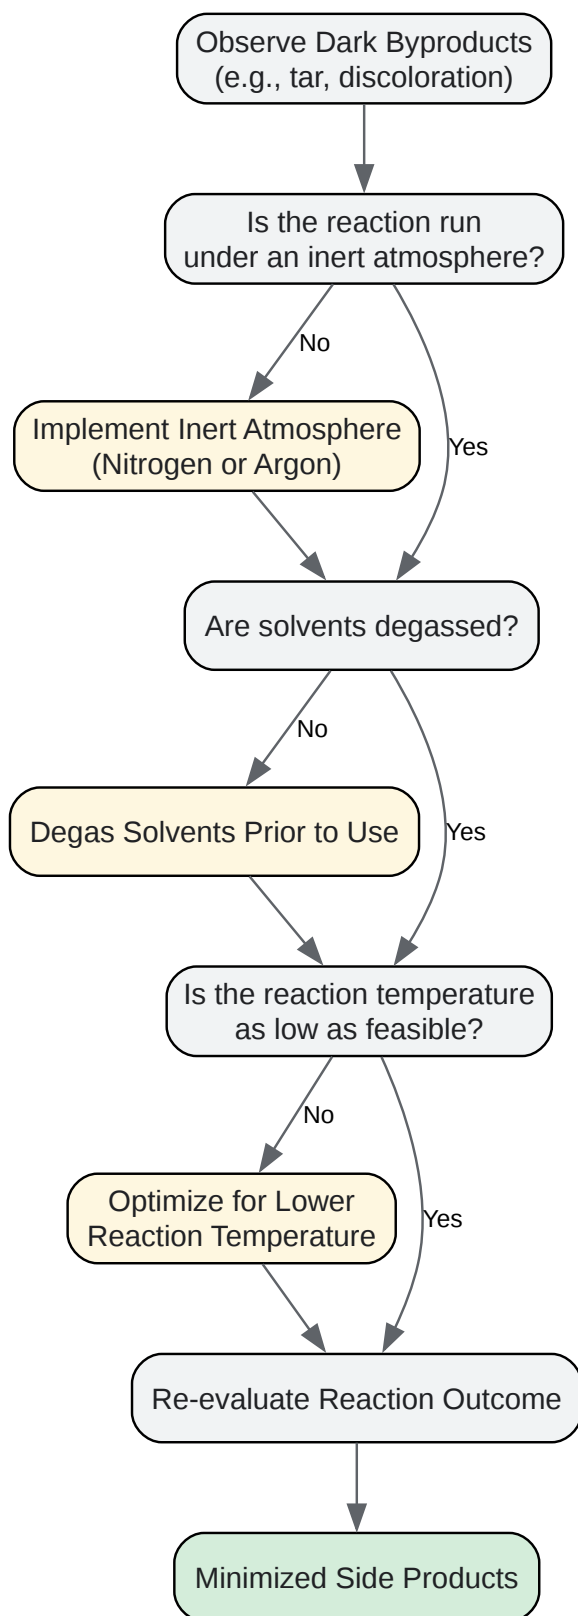 Observe Dark Byproducts
(e.g., tar, discoloration)
Is the reaction run
under an inert atmosphere?
No
Implement Inert Atmosphere
(Nitrogen or Argon)
Yes
Are solvents degassed?
No
Degas Solvents Prior to Use
Yes
Is the reaction temperature
as low as feasible?
No
Optimize for Lower
Reaction Temperature
Yes
Re-evaluate Reaction Outcome
Minimized Side Products